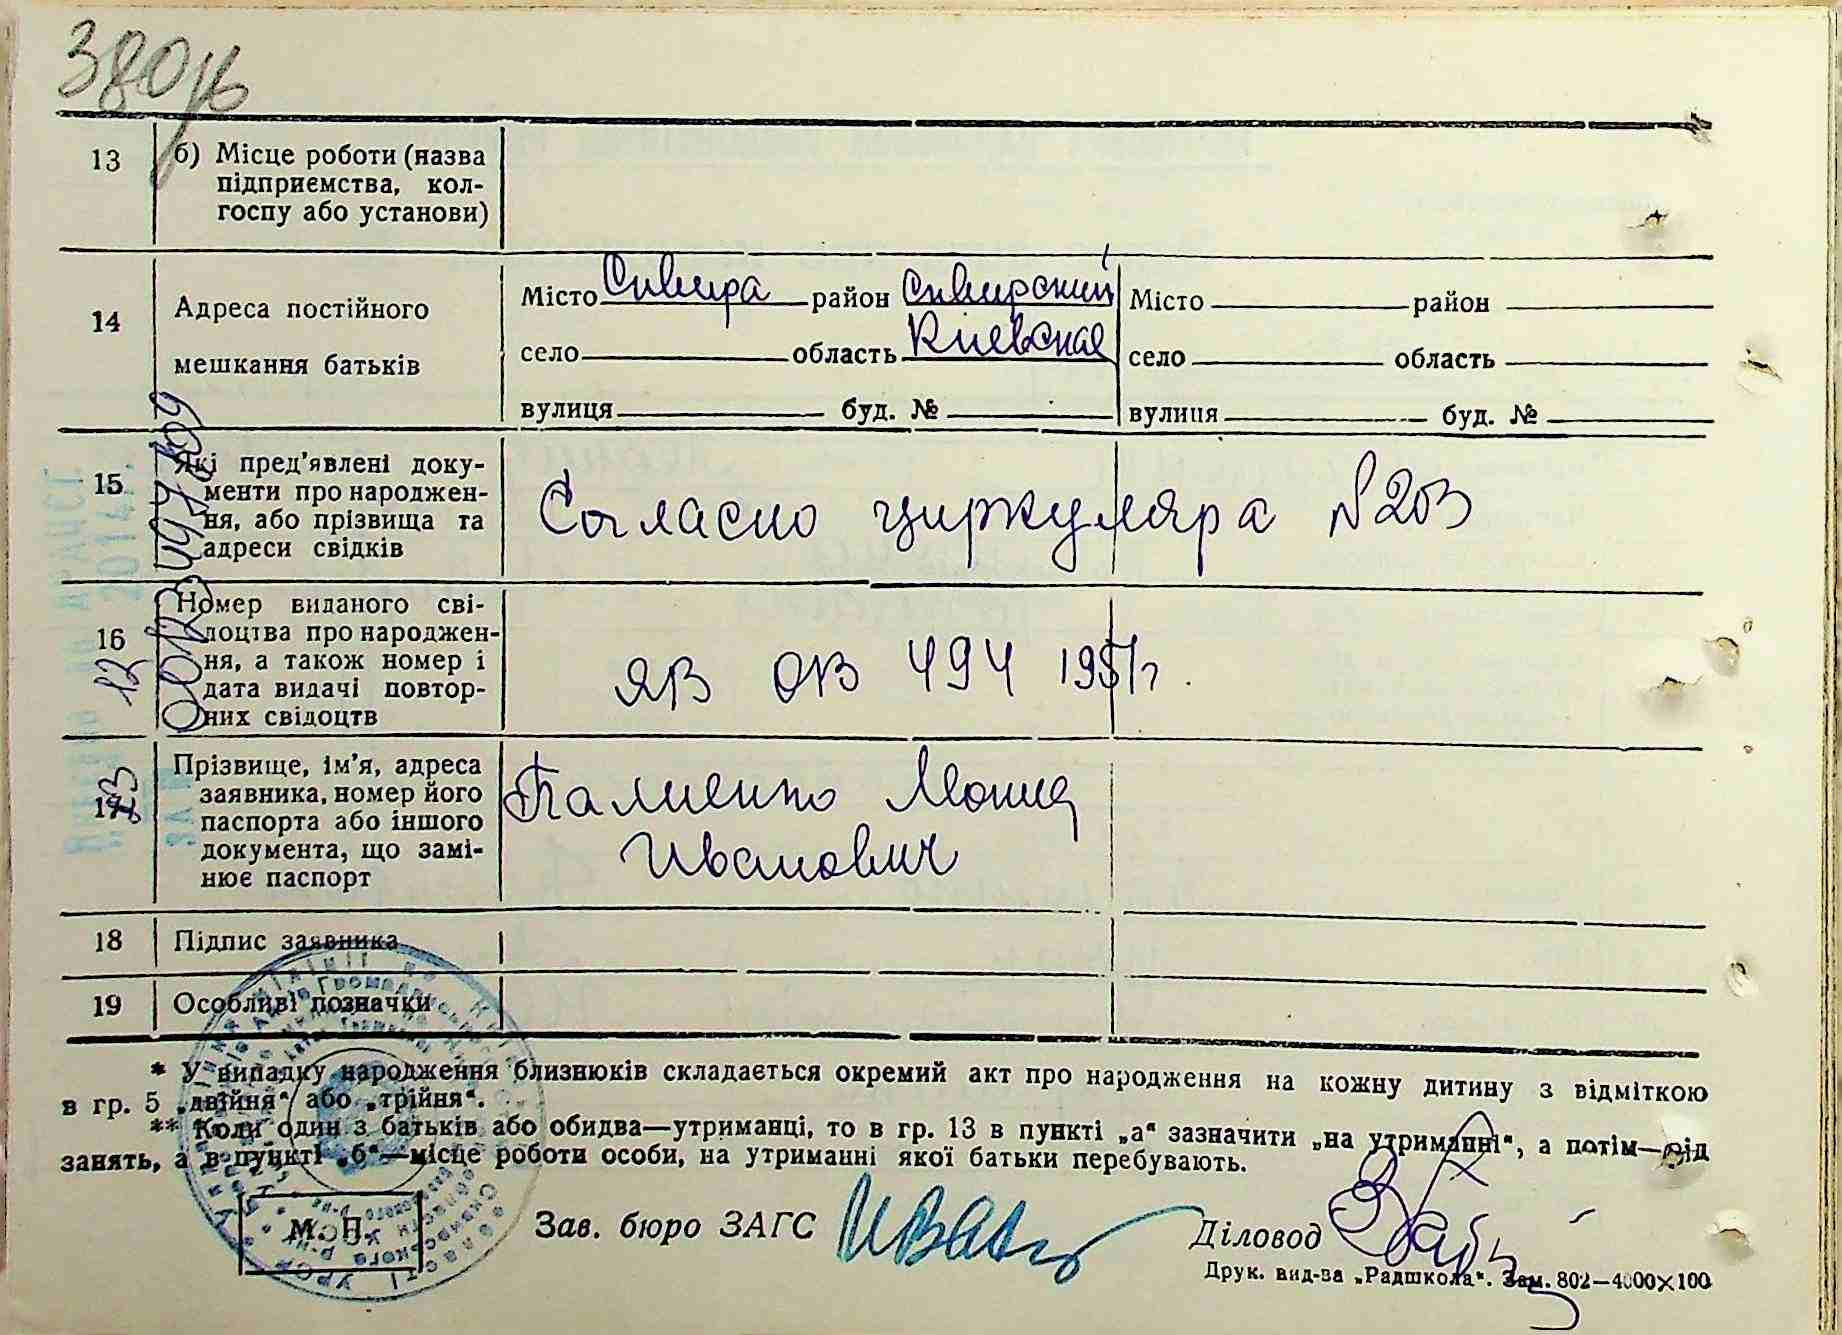 380
13
б) Місце роботи (назва
підприємства, кол-
госпу або установи)
14
Адреса постійного
мешкання батьків
Місто Сквира район Сквирский
село область Киевская
вулиця буд. №
Місто район
село область
вулиця буд. №
15
Які пред'явлені доку-
менти про народжен-
ня, або прізвища та
адреси свідків
Согласно циркуляра №203
16
Номер виданого сві-
доцтва про народжен-
ня, а також номер і
дата видачі повтор-
них свідоцтв
ЯВ 494 1951г.
17
Прізвище, ім'я, адреса
заявника, номер його
паспорта або іншого
документа, що замі-
нює паспорт
Леонид
Иванович
18
Підпис заявника
19
Особливі позначки
* У випадку народження близнюків складається окремий акт про народження на кожну дитину з відміткою
в гр. 5 „двійня“ або „трійня“.
** Коли один з батьків або обидва—утриманці, то в гр. 13 в пункті „а“ зазначити „на утриманні“, а потім—рід
занять, а в пункті „б“—місце роботи особи, на утриманні якої батьки перебувають.
М. П.
Зав. бюро ЗАГС
Діловод
Друк. вид-ва „Радшкола“. Зам. 802—4000×100